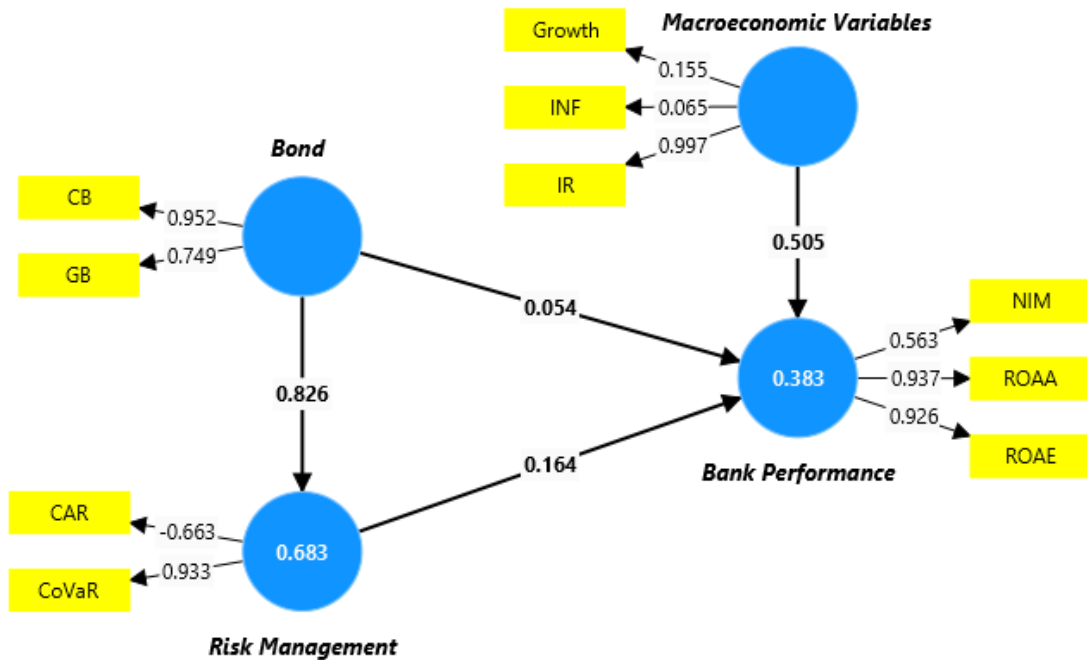 Macroeconomic Variables
Growth
0.155
INF
0.065
IR
0.997
Bond
CB
0.952
GB
0.749
0.505
0.054
0.826
NIM
0.563
0.383
0.937
ROAA
0.926
ROAE
Bank Performance
0.164
CAR
-0.663
0.683
CoVaR
0.933
Risk Management